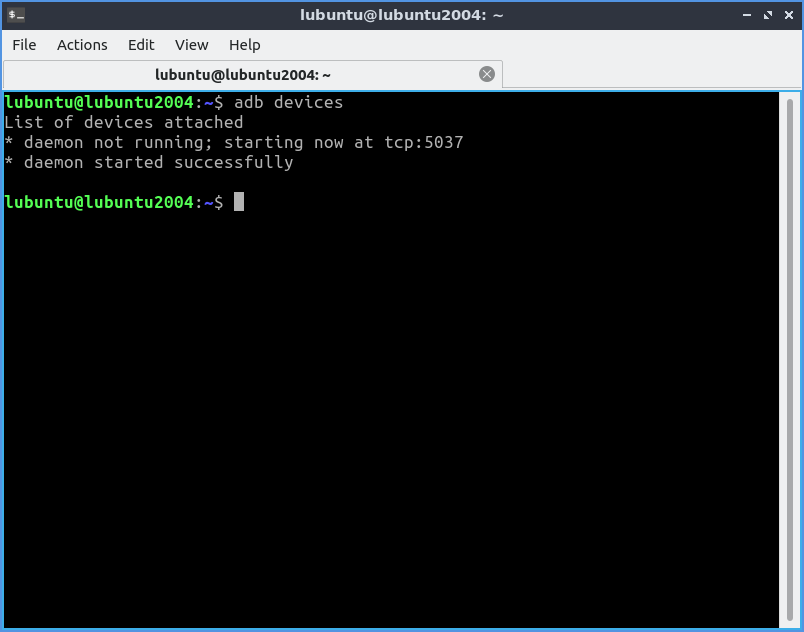 lubuntu@lubuntu2004: ~
File Actions Edit View Help
lubuntu@lubuntu2004: ~
lubuntu@lubuntu2004:~$ adb devices
List of devices attached
* daemon not running; starting now at tcp:5037
* daemon started successfully
lubuntu@lubuntu2004:~$